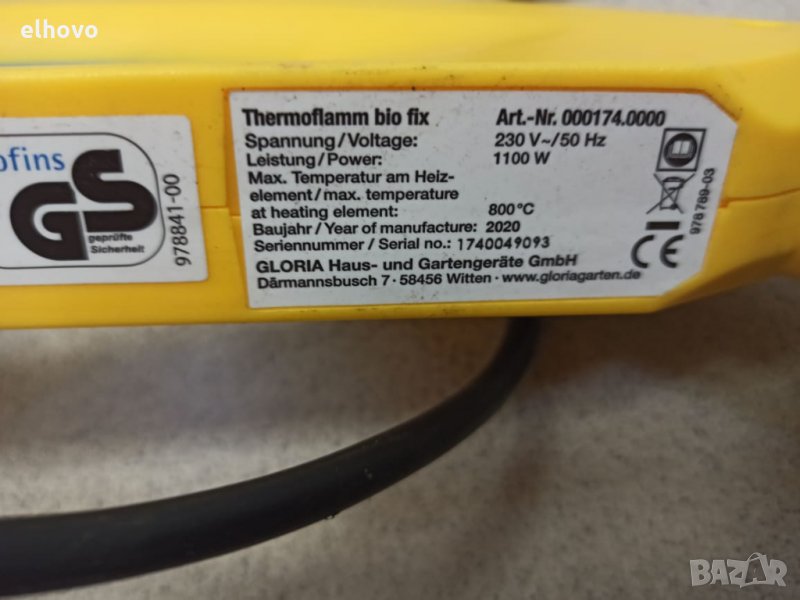 elhovo
ofins
GS
geprüfte
Sicherheit
978841-00
Thermoflamm bio fix Art.-Nr. 000174.0000
Spannung/Voltage: 230 V~/50 Hz
Leistung/Power: 1100 W
Max. Temperatur am Heiz-
element/max. temperature
at heating element: 800°C
Baujahr/Year of manufacture: 2020
Seriennummer/Serial no.: 1740049093
GLORIA Haus- und Gartengeräte GmbH
Därmannsbusch 7 · 58456 Witten · www.gloriagarten.de
CE
978789-03
BAZAR